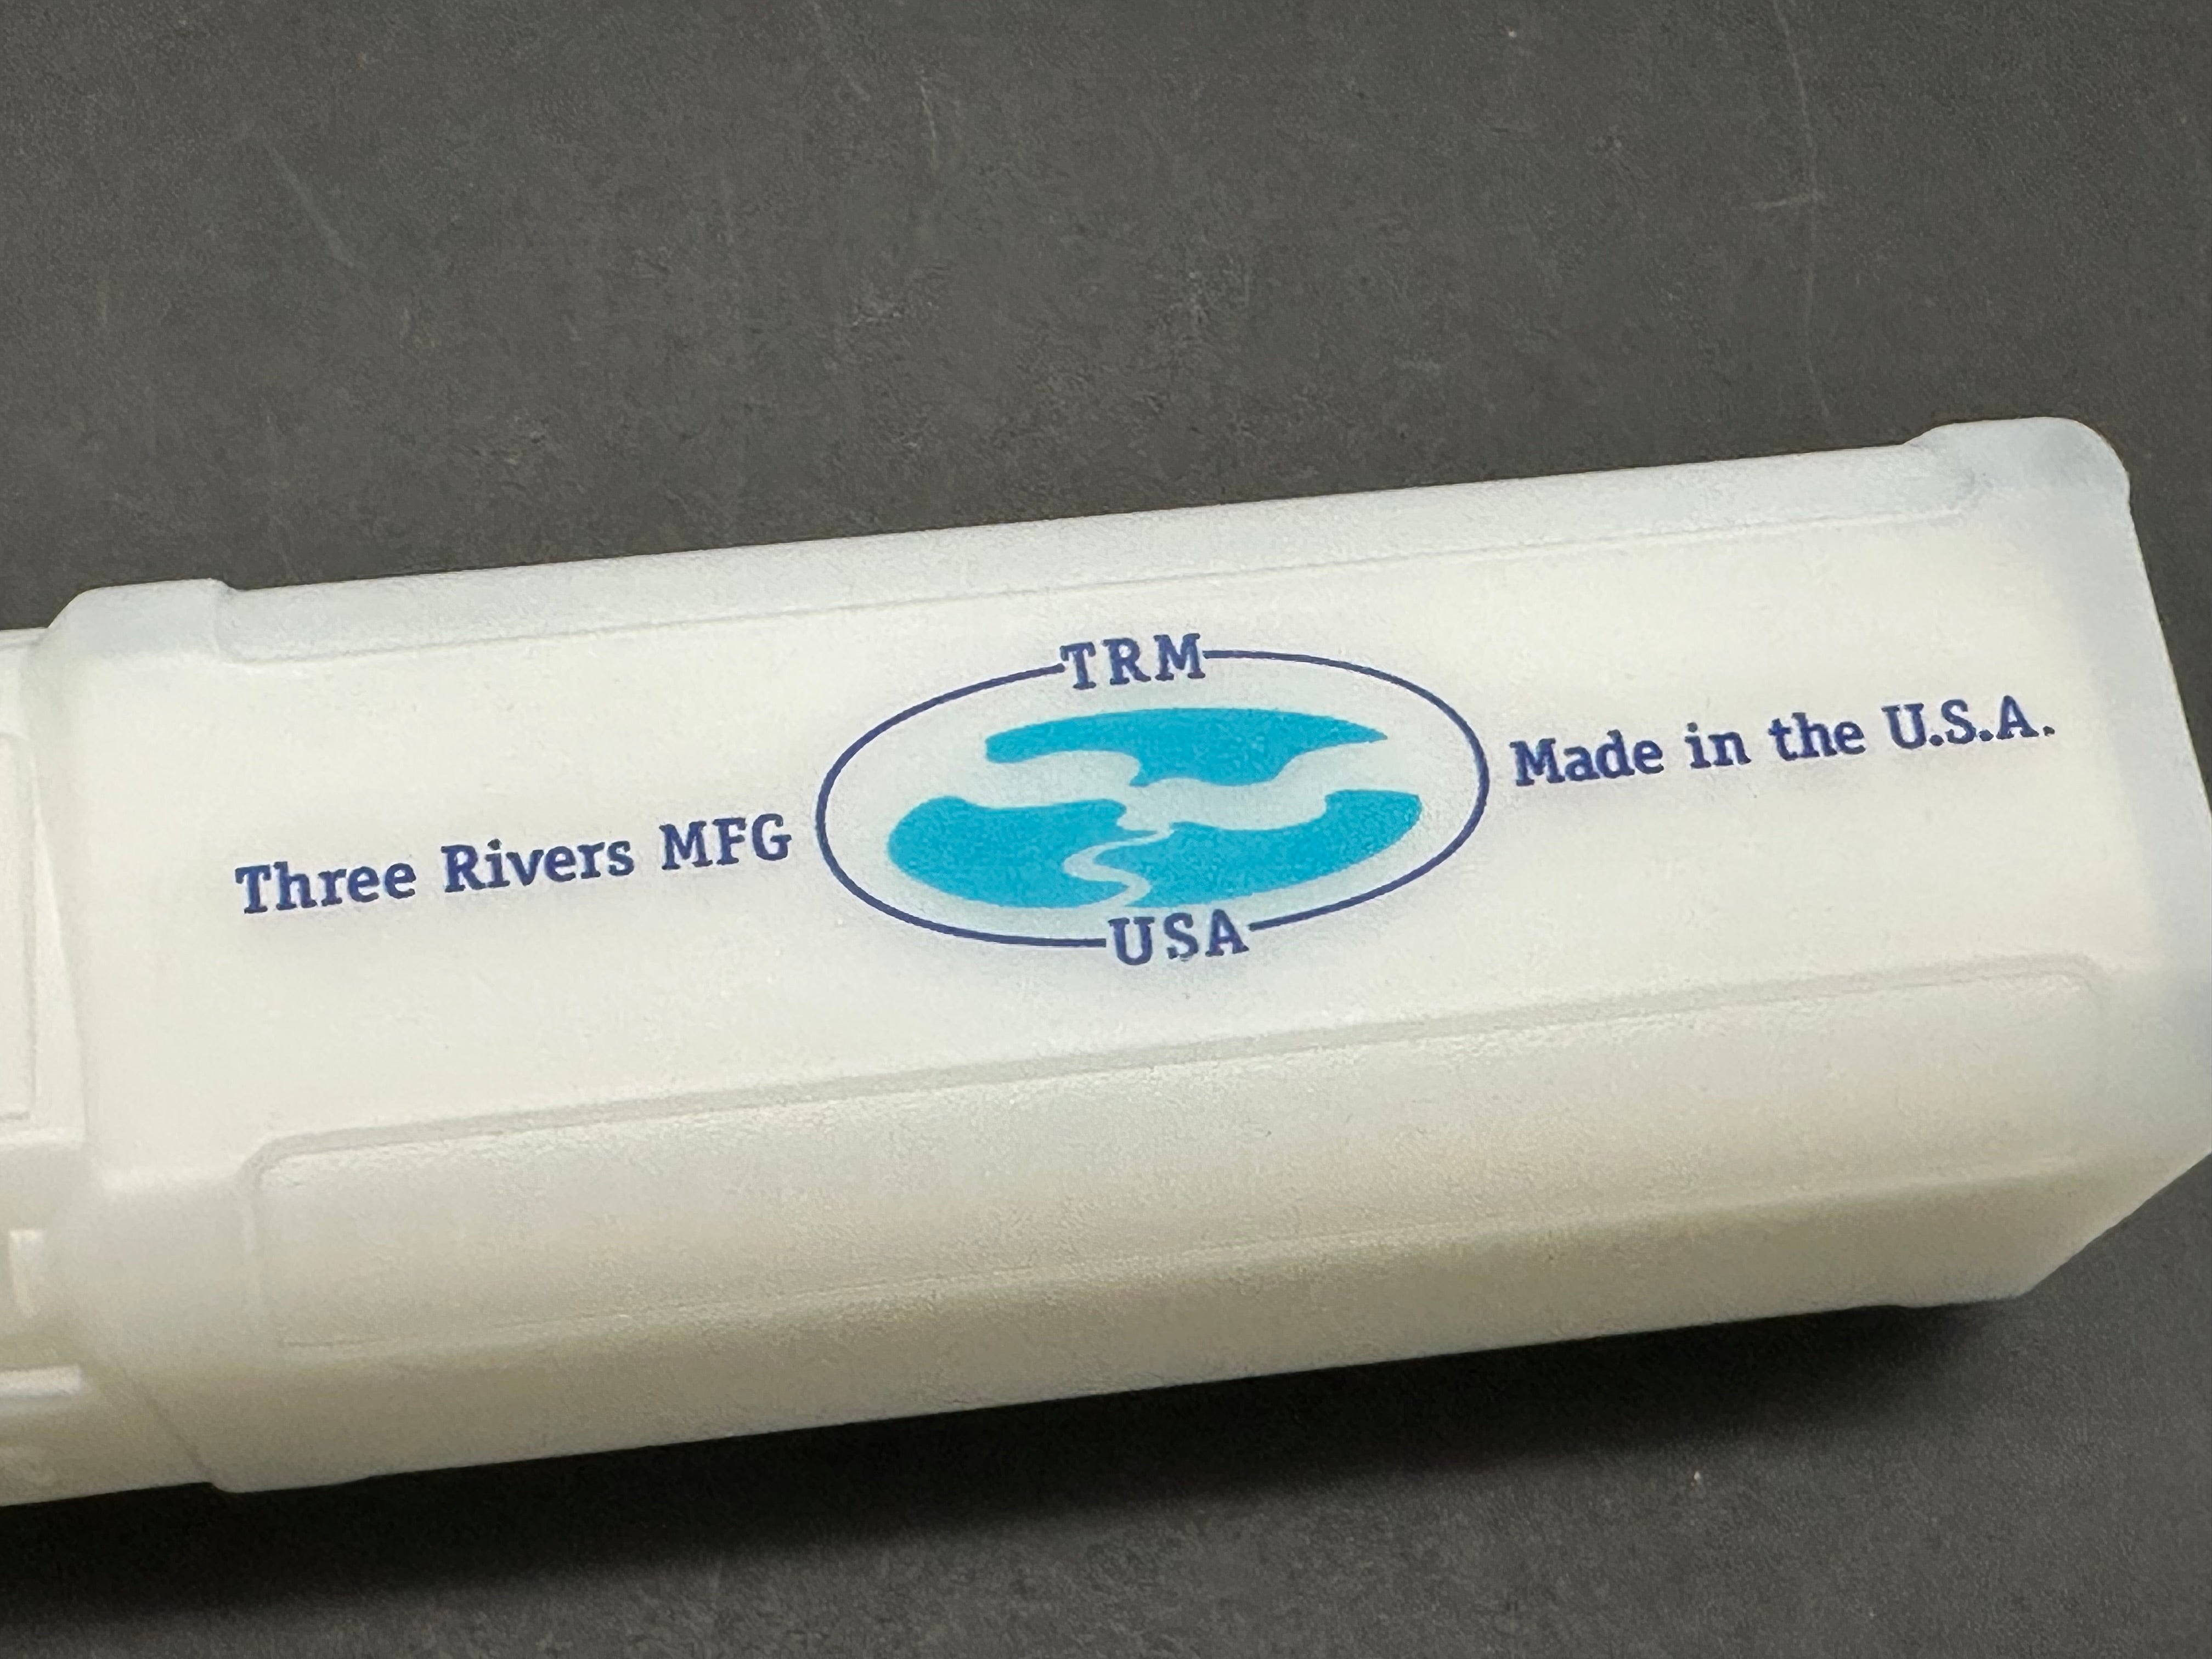 TRM
Three Rivers MFG
Made in the U.S.A.
USA